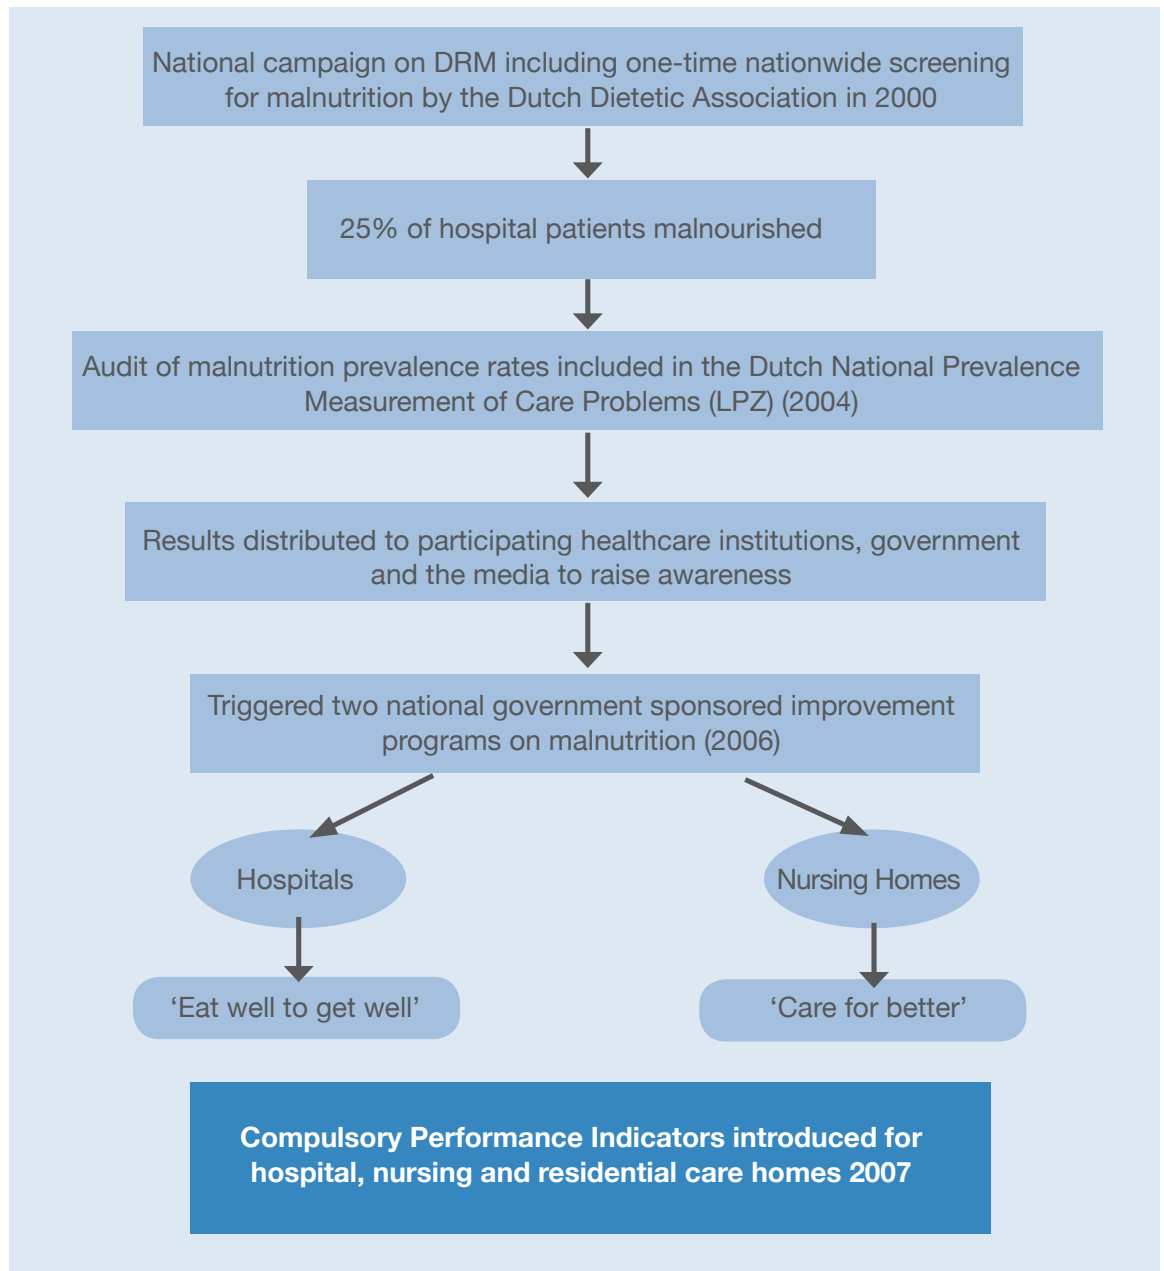 National campaign on DRM including one-time nationwide screening
for malnutrition by the Dutch Dietetic Association in 2000
25% of hospital patients malnourished
Audit of malnutrition prevalence rates included in the Dutch National Prevalence
Measurement of Care Problems (LPZ) (2004)
Results distributed to participating healthcare institutions, government
and the media to raise awareness
Triggered two national government sponsored improvement
programs on malnutrition (2006)
Hospitals
Nursing Homes
‘Eat well to get well’
‘Care for better’
Compulsory Performance Indicators introduced for
hospital, nursing and residential care homes 2007